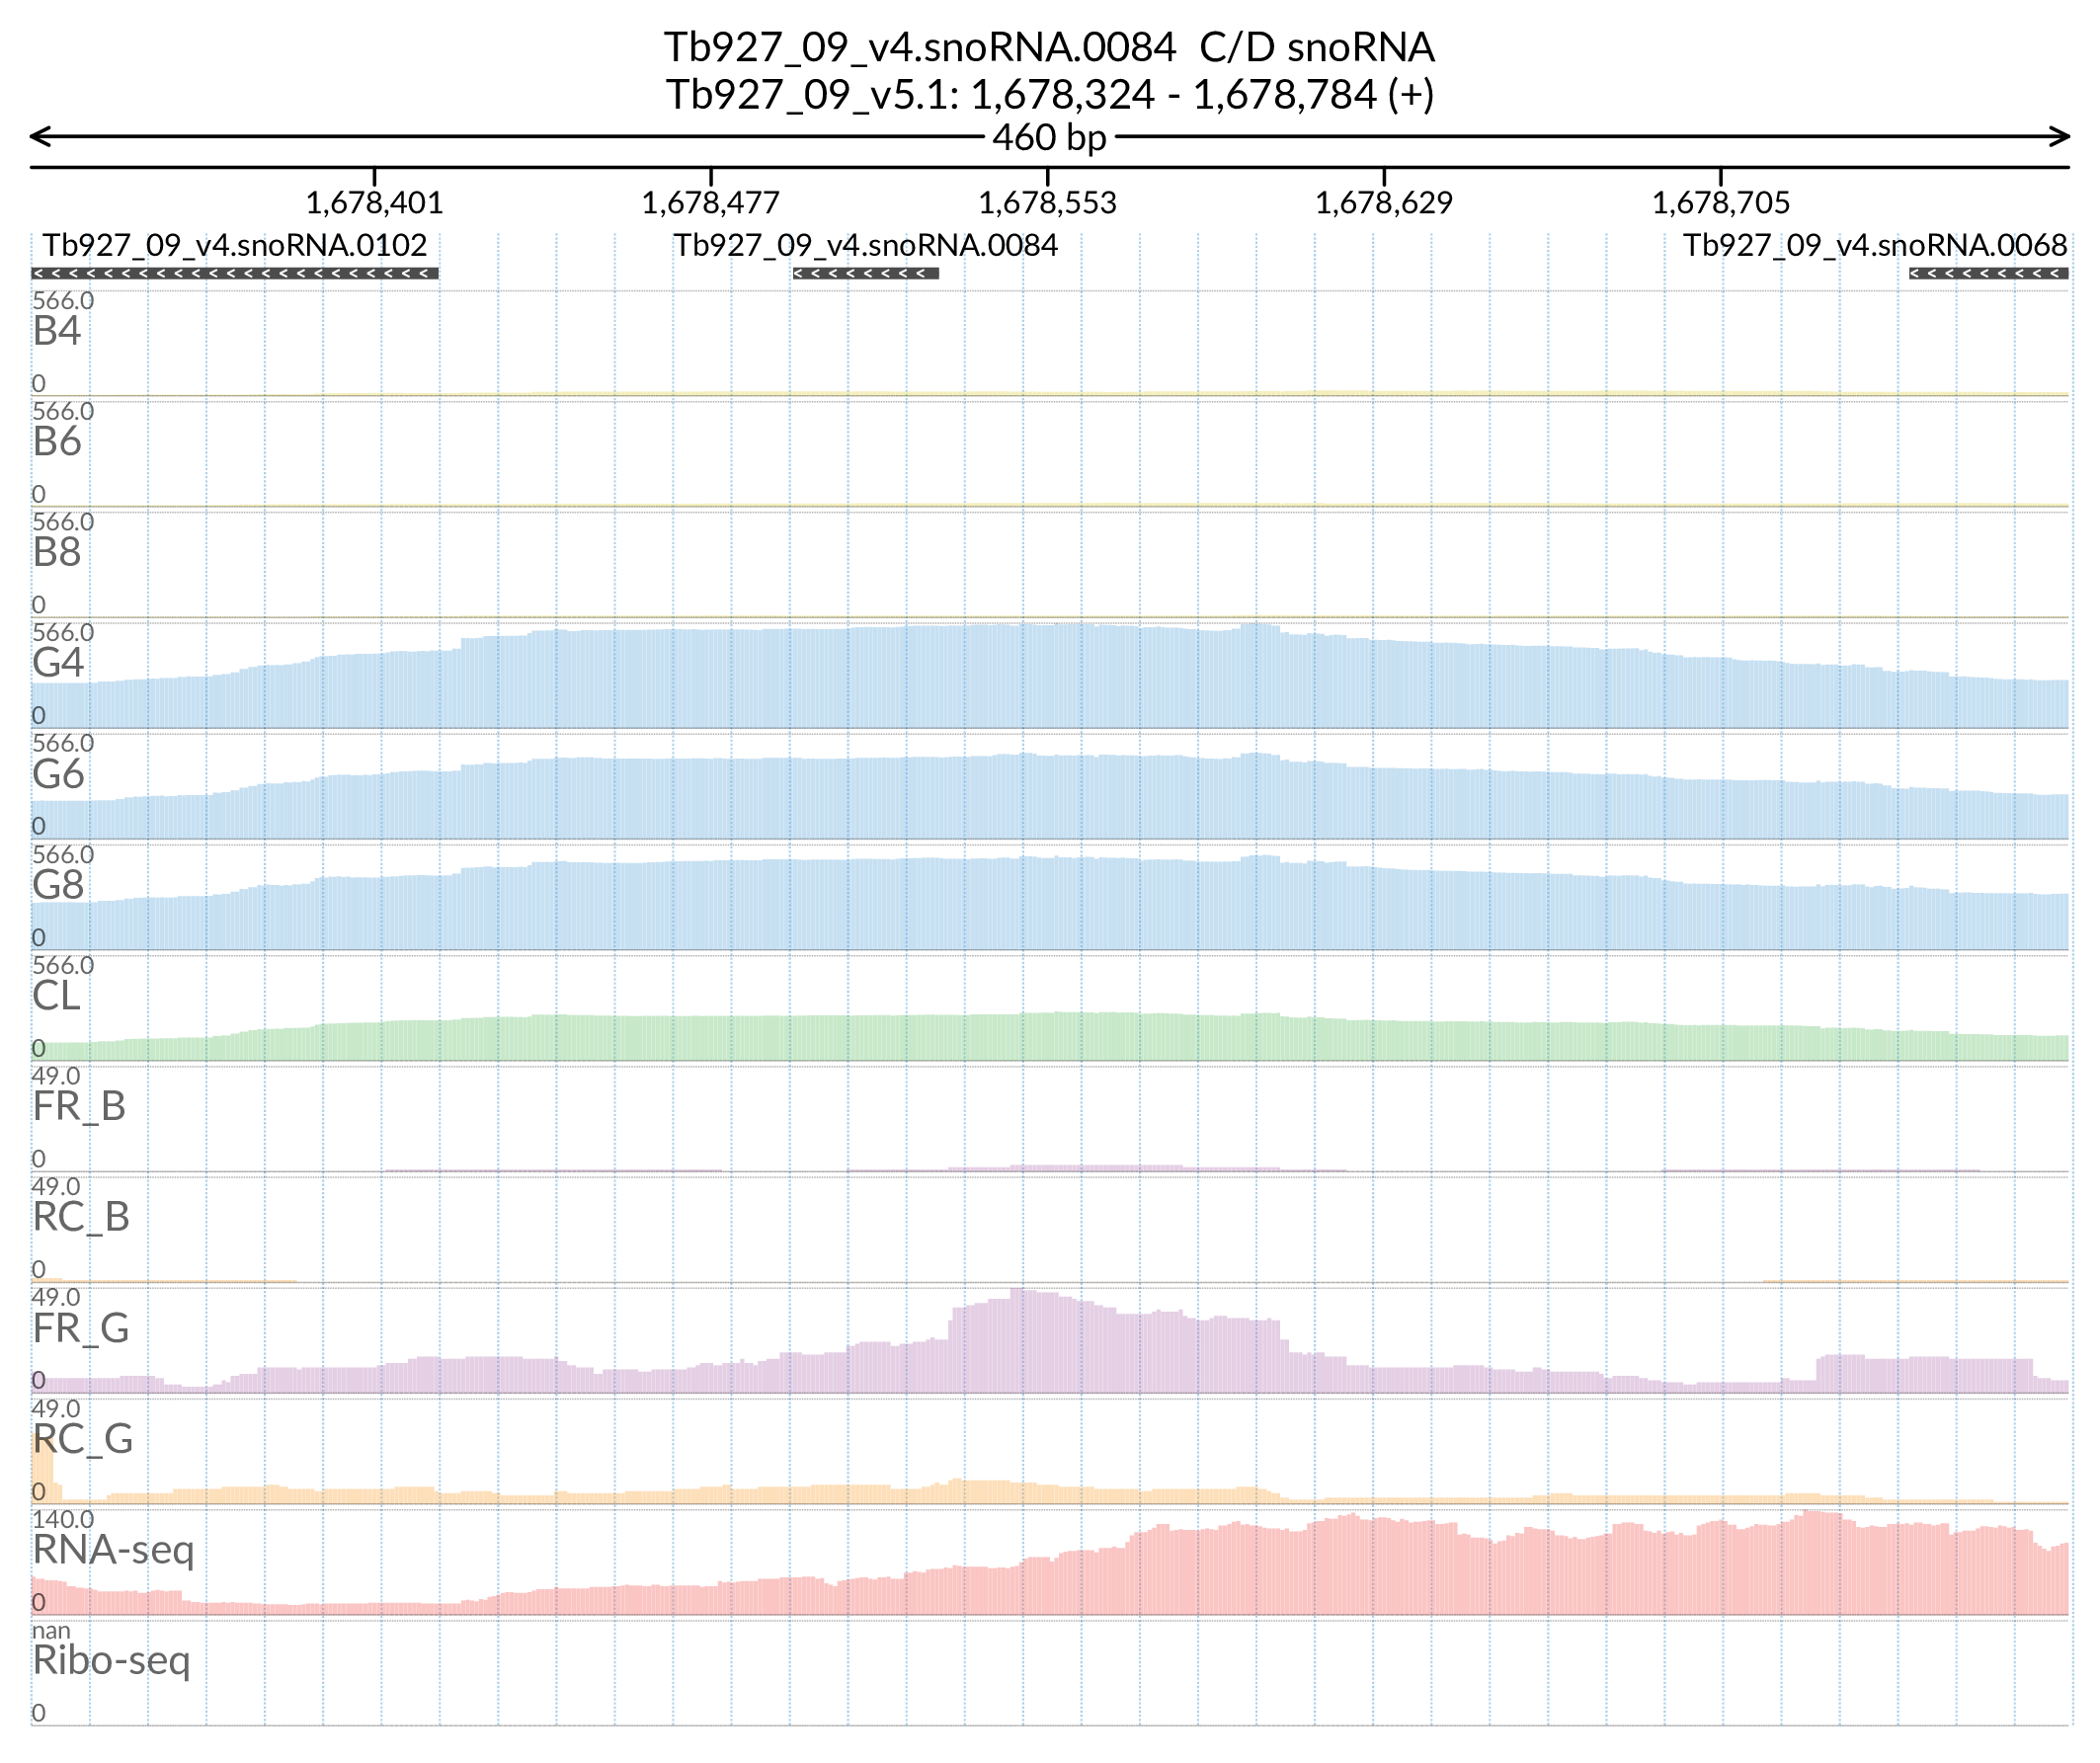 Tb927_09_v4.snoRNA.0084 C/D snoRNA
Tb927_09_v5.1: 1,678,324 - 1,678,784 (+)
460 bp
1,678,401 1,678,477 1,678,553 1,678,629 1,678,705
Tb927_09_v4.snoRNA.0102 Tb927_09_v4.snoRNA.0084 Tb927_09_v4.snoRNA.0068
566.0
B4
0
566.0
B6
0
566.0
B8
0
566.0
G4
0
566.0
G6
0
566.0
G8
0
566.0
CL
0
49.0
FR_B
0
49.0
RC_B
0
49.0
FR_G
0
49.0
RC_G
0
140.0
RNA-seq
0
nan
Ribo-seq
0